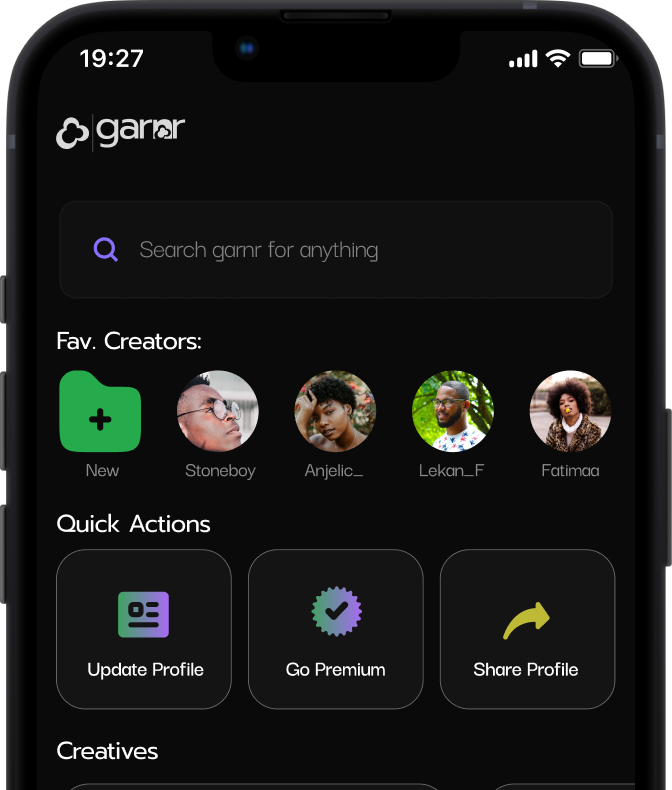 19:27
garnr
Search garnr for anything
Fav. Creators:
New
Stoneboy
Anjelic_
Lekan_F
Fatimaa
Quick Actions
Update Profile
Go Premium
Share Profile
Creatives